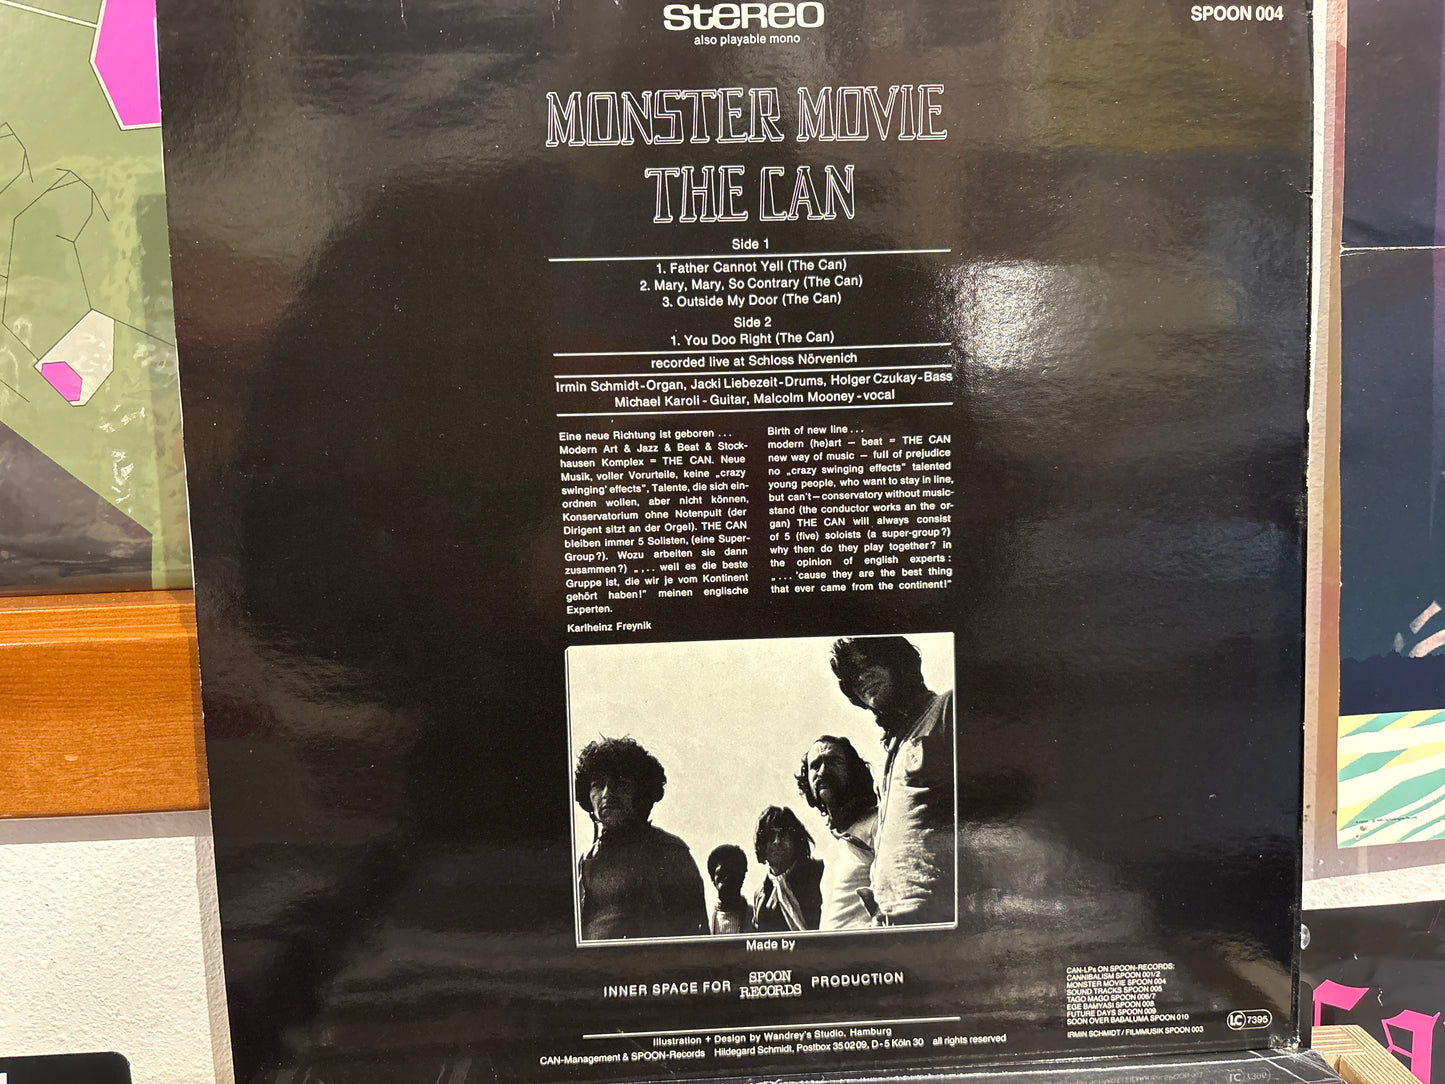 stereo
also playable mono
SPOON 004
MONSTER MOVIE
THE CAN
Side 1
1. Father Cannot Yell (The Can)
2. Mary, Mary, So Contrary (The Can)
3. Outside My Door (The Can)
Side 2
1. You Doo Right (The Can)
recorded live at Schloss Nörvenich
Irmin Schmidt-Organ, Jacki Liebezeit-Drums, Holger Czukay-Bass
Michael Karoli - Guitar, Malcolm Mooney - vocal
Eine neue Richtung ist geboren . . .
Modern Art & Jazz & Beat & Stock-
hausen Komplex = THE CAN. Neue
Musik, voller Vorurteile, keine „crazy
swinging' effects", Talente, die sich ein-
ordnen wollen, aber nicht können,
Konservatorium ohne Notenpult (der
Dirigent sitzt an der Orgel). THE CAN
bleiben immer 5 Solisten, (eine Super-
Group?). Wozu arbeiten sie dann
zusammen?) „ . . . weil es die beste
Gruppe ist, die wir je vom Kontinent
gehört haben!" meinen englische
Experten.
Karlheinz Freynik
Birth of new line . . .
modern (he)art — beat = THE CAN
new way of music — full of prejudice
no „crazy swinging effects" talented
young people, who want to stay in line,
but can't — conservatory without music-
stand (the conductor works an the or-
gan) THE CAN will always consist
of 5 (five) soloists (a super-group?)
why then do they play together? in
the opinion of english experts :
„ . . . 'cause they are the best thing
that ever came from the continent!"
Made by
INNER SPACE FOR SPOON RECORDS PRODUCTION
Illustration + Design by Wandrey's Studio, Hamburg
CAN-Management & SPOON-Records Hildegard Schmidt, Postbox 35 02 09, D - 5 Köln 30 all rights reserved
CAN-LPs ON SPOON-RECORDS:
CANNIBALISM SPOON 001/2
MONSTER MOVIE SPOON 004
SOUND TRACKS SPOON 005
TAGO MAGO SPOON 006/7
EGE BAMYASI SPOON 008
FUTURE DAYS SPOON 009
SOON OVER BABALUMA SPOON 010
IRMIN SCHMIDT / FILMMUSIK SPOON 003
LC 7395